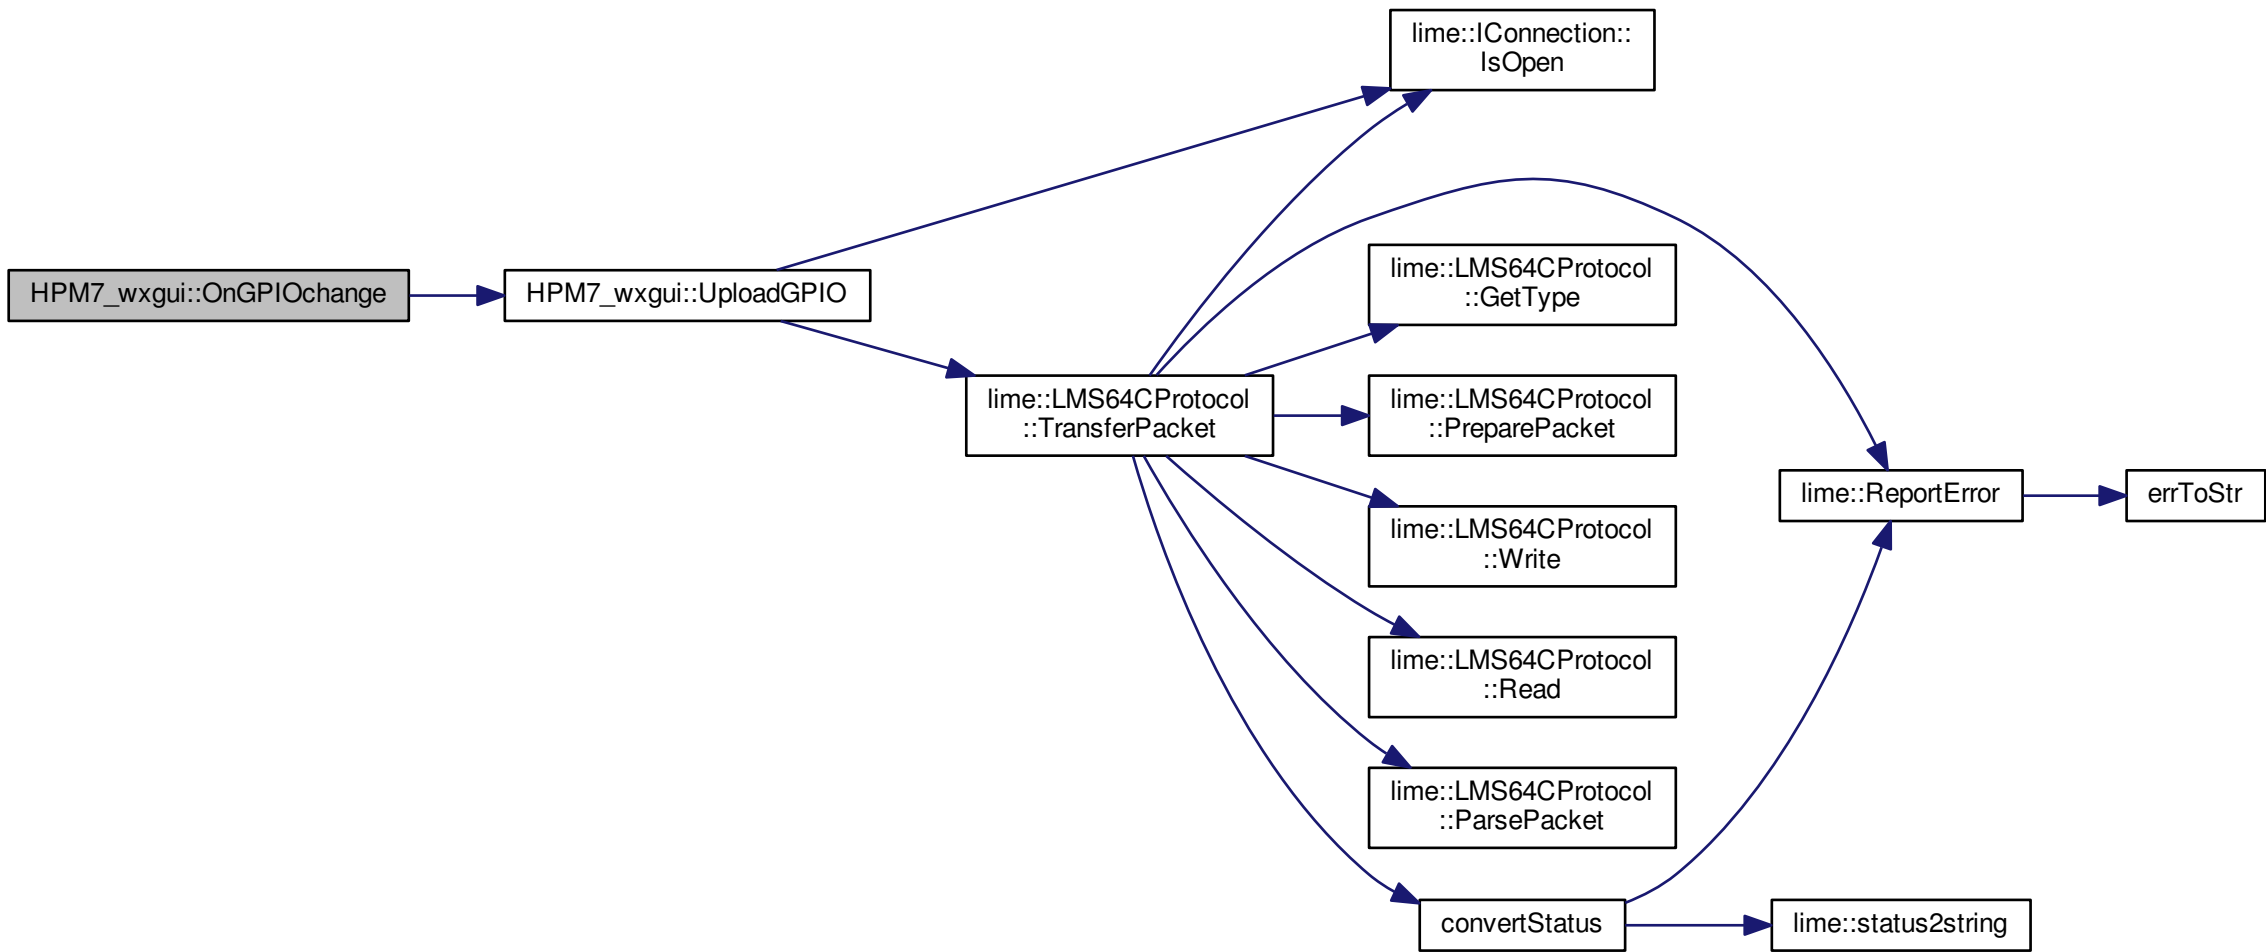 lime::IConnection::
IsOpen
HPM7_wxgui::OnGPIOchange
HPM7_wxgui::UploadGPIO
lime::LMS64CProtocol
::TransferPacket
lime::LMS64CProtocol
::GetType
lime::LMS64CProtocol
::PreparePacket
lime::LMS64CProtocol
::Write
lime::LMS64CProtocol
::Read
lime::LMS64CProtocol
::ParsePacket
convertStatus
lime::ReportError
errToStr
lime::status2string